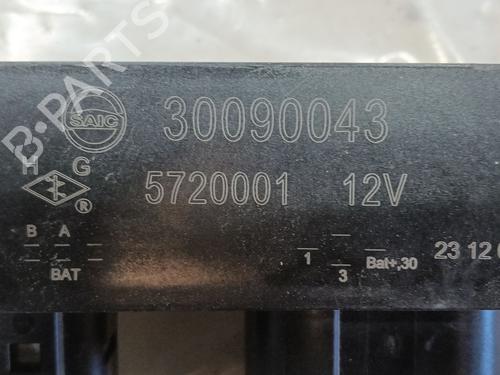 B-PARTS
SAIC 30090043
H G
5720001 12V
®
B A
BAT
1 3 Bat+,30 23 12